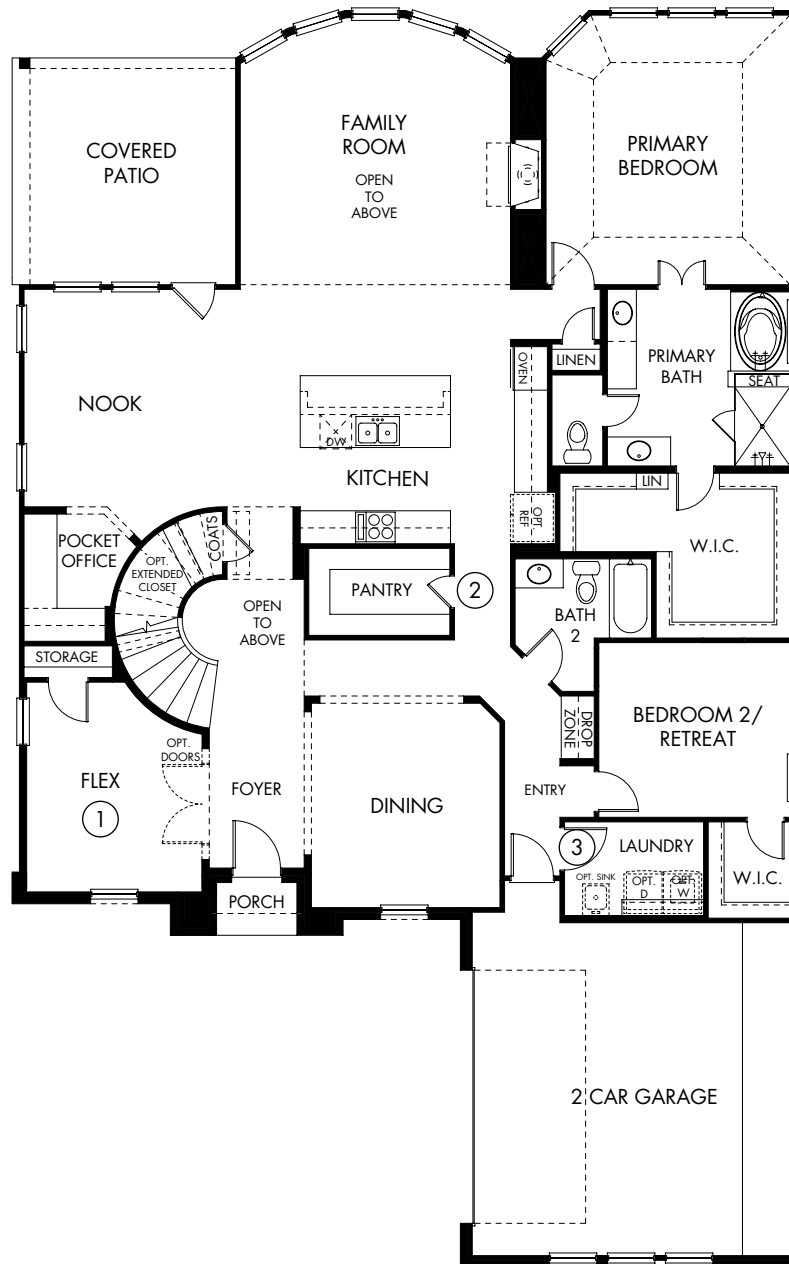 COVERED
PATIO
FAMILY
ROOM
OPEN
TO
ABOVE
PRIMARY
BEDROOM
NOOK
DW
KITCHEN
OVEN
LINEN
PRIMARY
BATH
SEAT
LIN
W.I.C.
OPT.
REF
POCKET
OFFICE
OPT.
EXTENDED
CLOSET
COATS
OPEN
TO
ABOVE
PANTRY
2
BATH
2
STORAGE
OPT.
DOORS
FLEX
1
FOYER
DINING
DROP
ZONE
BEDROOM 2/
RETREAT
ENTRY
3
LAUNDRY
OPT. SINK
OPT.
D
OPT.
W
W.I.C.
PORCH
2 CAR GARAGE